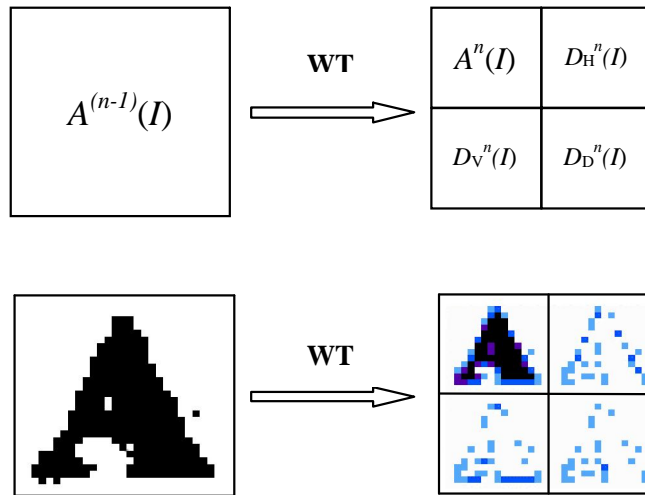 WT
A^(n-1)(I)
A^n(I) D_H^n(I)
D_V^n(I) D_D^n(I)
WT
A